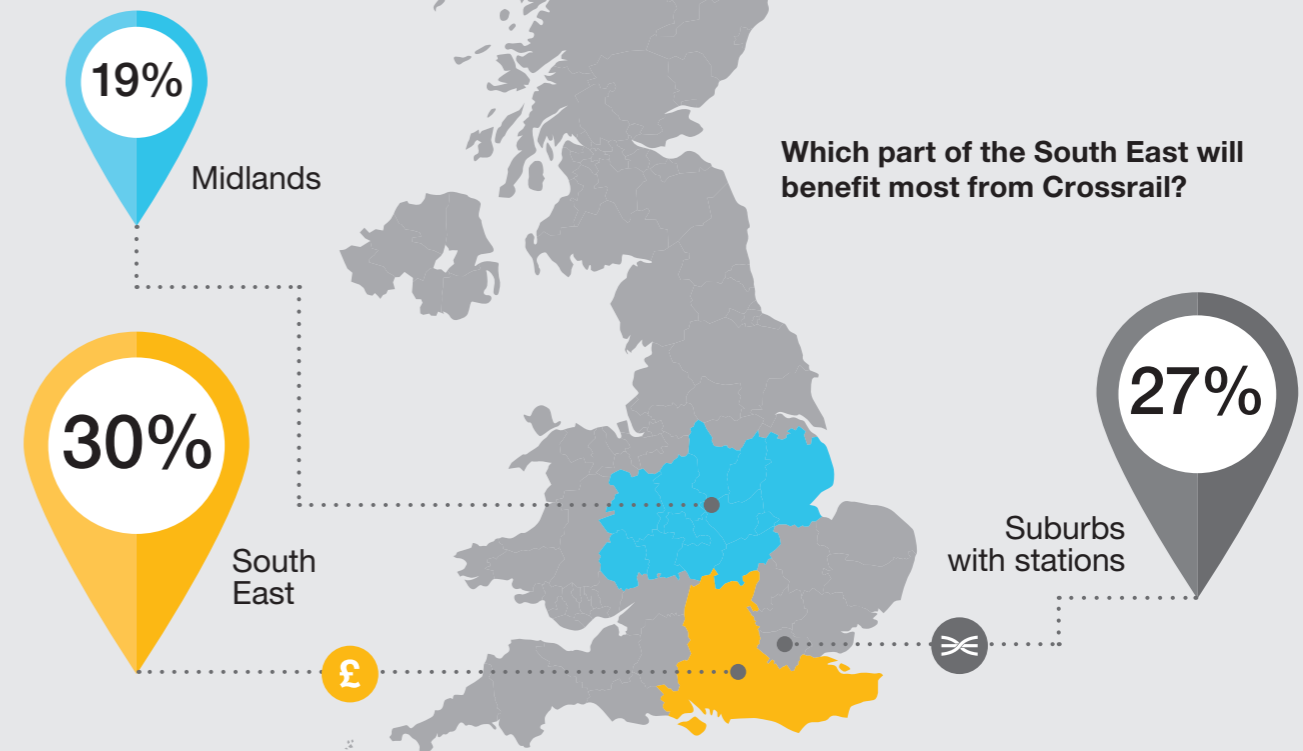 19%
Midlands
Which part of the South East will
benefit most from Crossrail?
30%
South
East
£
27%
Suburbs
with stations